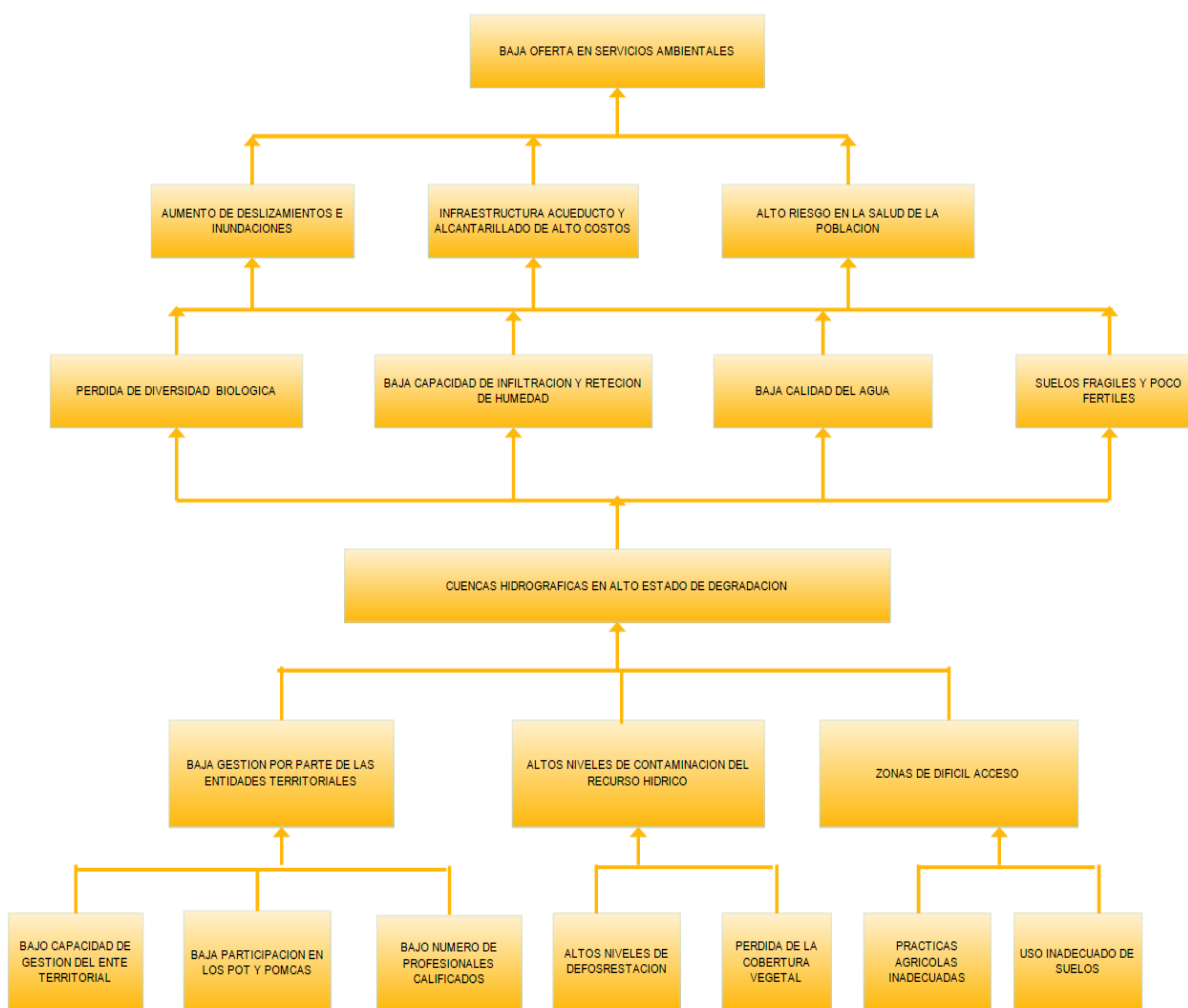 BAJA OFERTA EN SERVICIOS AMBIENTALES
AUMENTO DE DESLIZAMIENTOS E
INUNDACIONES
INFRAESTRUCTURA ACUEDUCTO Y
ALCANTARILLADO DE ALTO COSTOS
ALTO RIESGO EN LA SALUD DE LA
POBLACION
PERDIDA DE DIVERSIDAD BIOLOGICA
BAJA CAPACIDAD DE INFILTRACION Y RETECION
DE HUMEDAD
BAJA CALIDAD DEL AGUA
SUELOS FRAGILES Y POCO
FERTILES
CUENCAS HIDROGRAFICAS EN ALTO ESTADO DE DEGRADACION
BAJA GESTION POR PARTE DE LAS
ENTIDADES TERRITORIALES
ALTOS NIVELES DE CONTAMINACION DEL
RECURSO HIDRICO
ZONAS DE DIFICIL ACCESO
BAJO CAPACIDAD DE
GESTION DEL ENTE
TERRITORIAL
BAJA PARTICIPACION EN
LOS POT Y POMCAS
BAJO NUMERO DE
PROFESIONALES
CALIFICADOS
ALTOS NIVELES DE
DEFOSRESTACION
PERDIDA DE LA
COBERTURA
VEGETAL
PRACTICAS
AGRICOLAS
INADECUADAS
USO INADECUADO DE
SUELOS